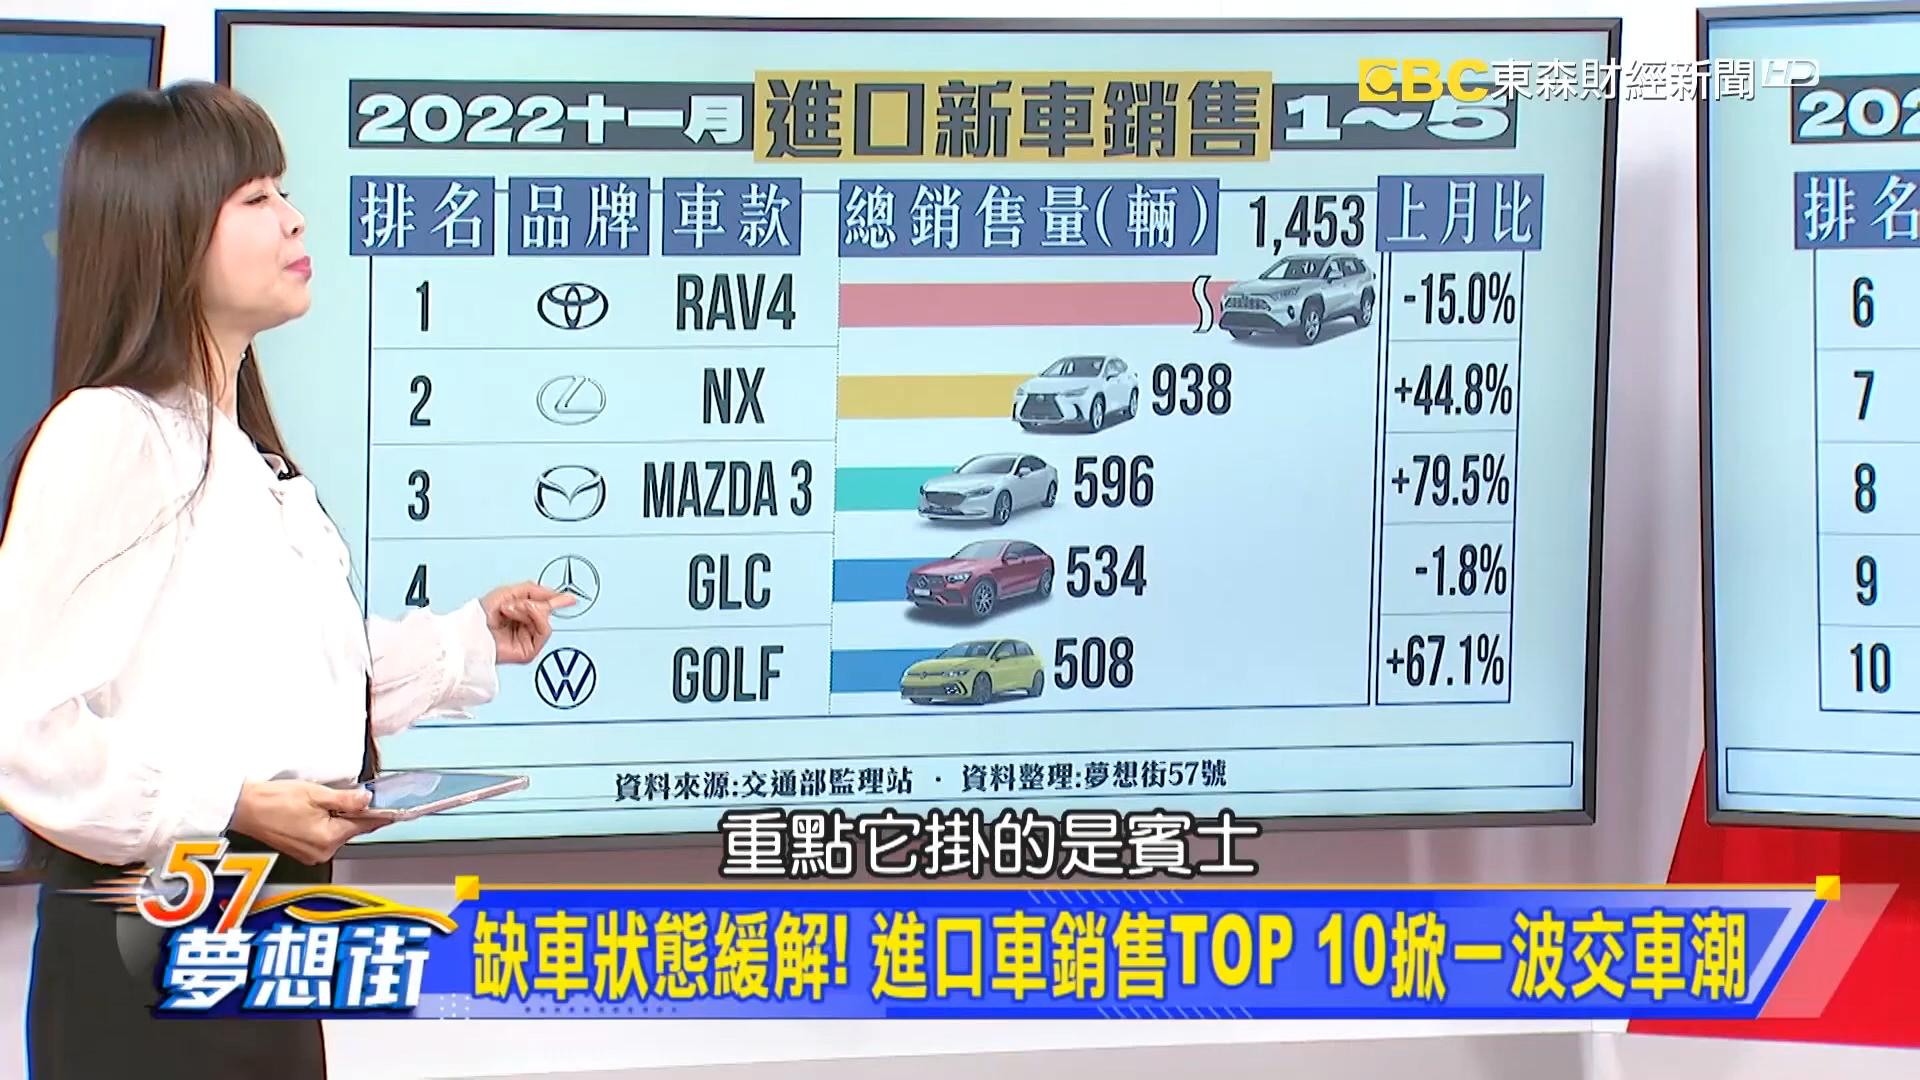 EBC東森財經新聞HD
2022十一月 進口新車銷售 1~5
排名 品牌 車款 總銷售量(輛) 1,453 上月比
1 RAV4 -15.0%
2 NX 938 +44.8%
3 MAZDA 3 596 +79.5%
4 GLC 534 -1.8%
GOLF 508 +67.1%
資料來源:交通部監理站 · 資料整理:夢想街57號
202
排名
6
7
8
9
10
重點它掛的是賓士
57夢想街
缺車狀態緩解! 進口車銷售TOP 10掀一波交車潮